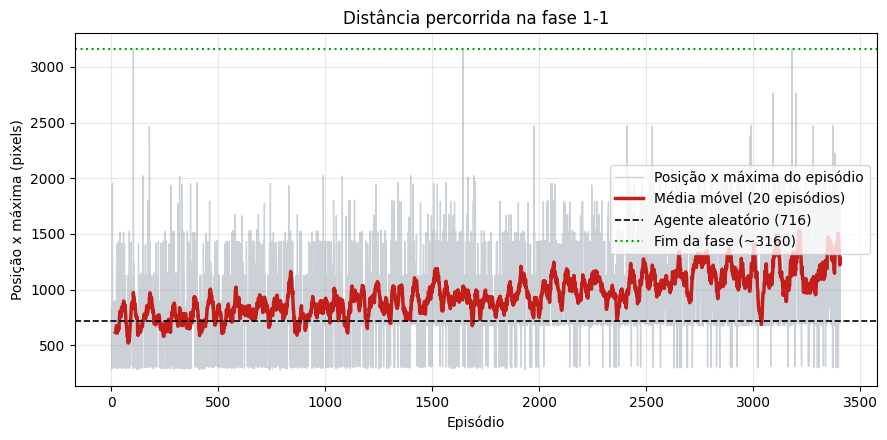 Distância percorrida na fase 1-1
Posição x máxima (pixels)
3000
2500
2000
1500
1000
500
Posição x máxima do episódio
Média móvel (20 episódios)
Agente aleatório (716)
Fim da fase (~3160)
0
500
1000
1500
2000
2500
3000
3500
Episódio